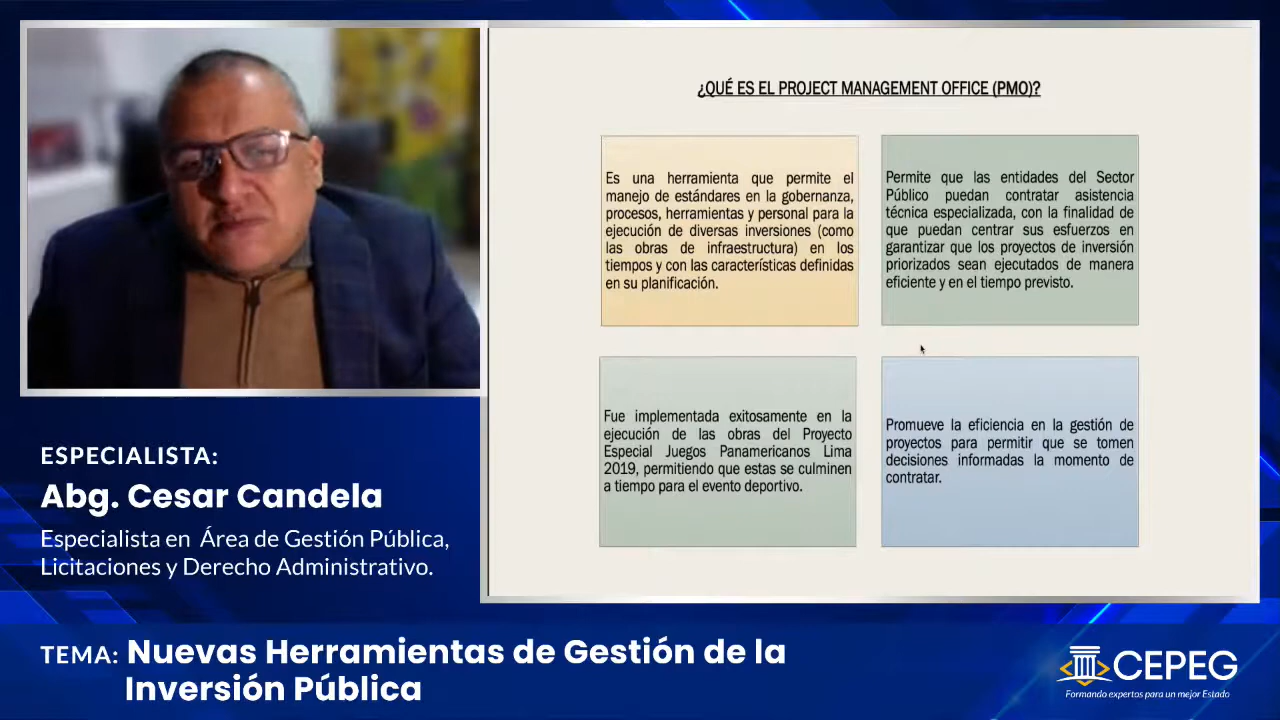 ¿QUÉ ES EL PROJECT MANAGEMENT OFFICE (PMO)?
Es una herramienta que permite el
manejo de estándares en la gobernanza,
procesos, herramientas y personal para la
ejecución de diversas inversiones (como
las obras de infraestructura) en los
tiempos y con las características definidas
en su planificación.
Permite que las entidades del Sector
Público puedan contratar asistencia
técnica especializada, con la finalidad de
que puedan centrar sus esfuerzos en
garantizar que los proyectos de inversión
priorizados sean ejecutados de manera
eficiente y en el tiempo previsto.
Fue implementada exitosamente en la
ejecución de las obras del Proyecto
Especial Juegos Panamericanos Lima
2019, permitiendo que estas se culminen
a tiempo para el evento deportivo.
Promueve la eficiencia en la gestión de
proyectos para permitir que se tomen
decisiones informadas la momento de
contratar.
ESPECIALISTA:
Abg. Cesar Candela
Especialista en Área de Gestión Pública,
Licitaciones y Derecho Administrativo.
TEMA: Nuevas Herramientas de Gestión de la
Inversión Pública
CEPEG
Formando expertos para un mejor Estado